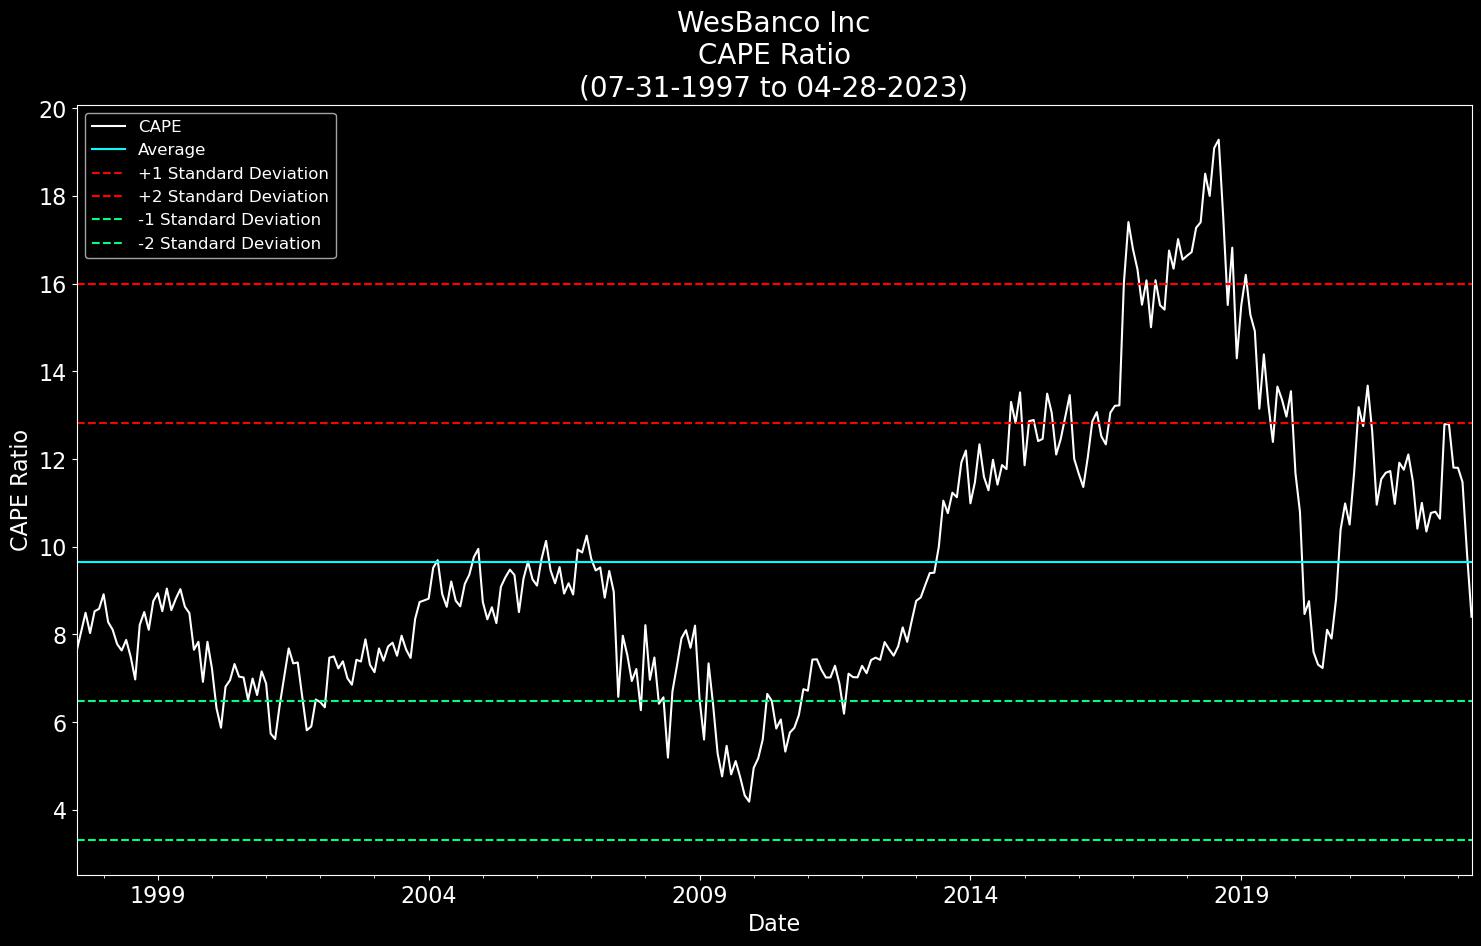 WesBanco Inc
CAPE Ratio
(07-31-1997 to 04-28-2023)
20
18
16
14
12
10
8
6
4
CAPE Ratio
CAPE
Average
+1 Standard Deviation
+2 Standard Deviation
-1 Standard Deviation
-2 Standard Deviation
1999
2004
2009
2014
2019
Date